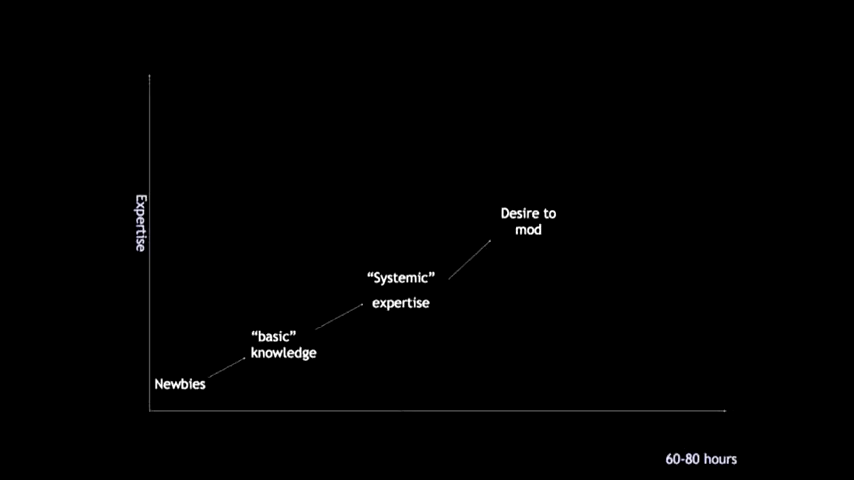 Expertise
Desire to
mod
“Systemic”
expertise
“basic”
knowledge
Newbies
60-80 hours